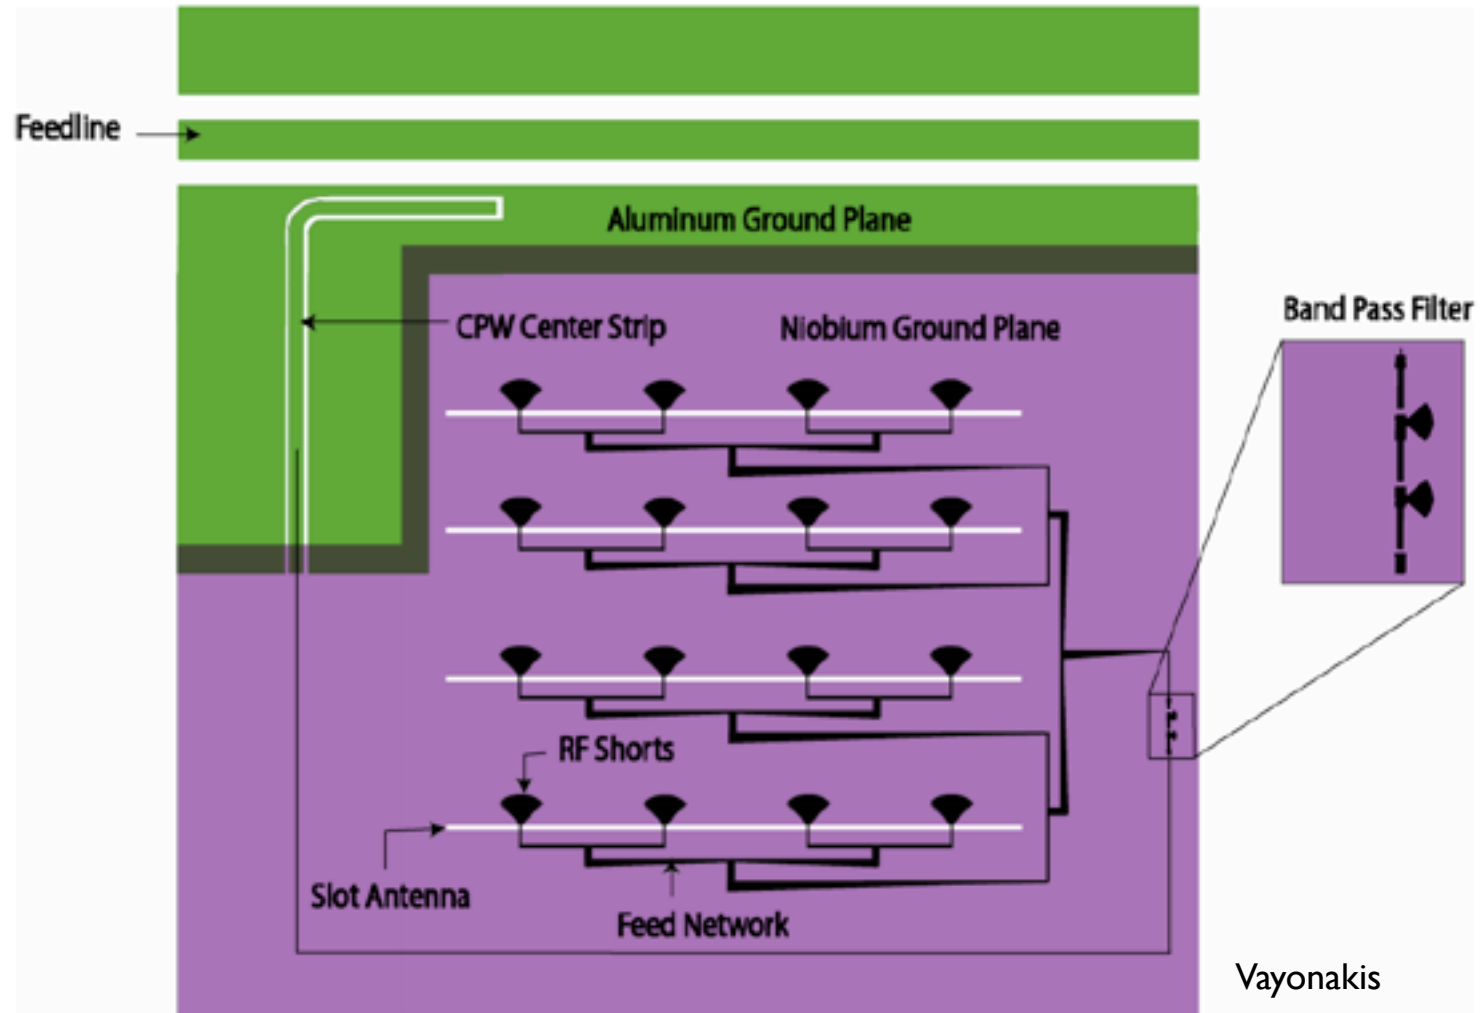 Feedline
Aluminum Ground Plane
Band Pass Filter
CPW Center Strip
Niobium Ground Plane
RF Shorts
Slot Antenna
Feed Network
Vayonakis